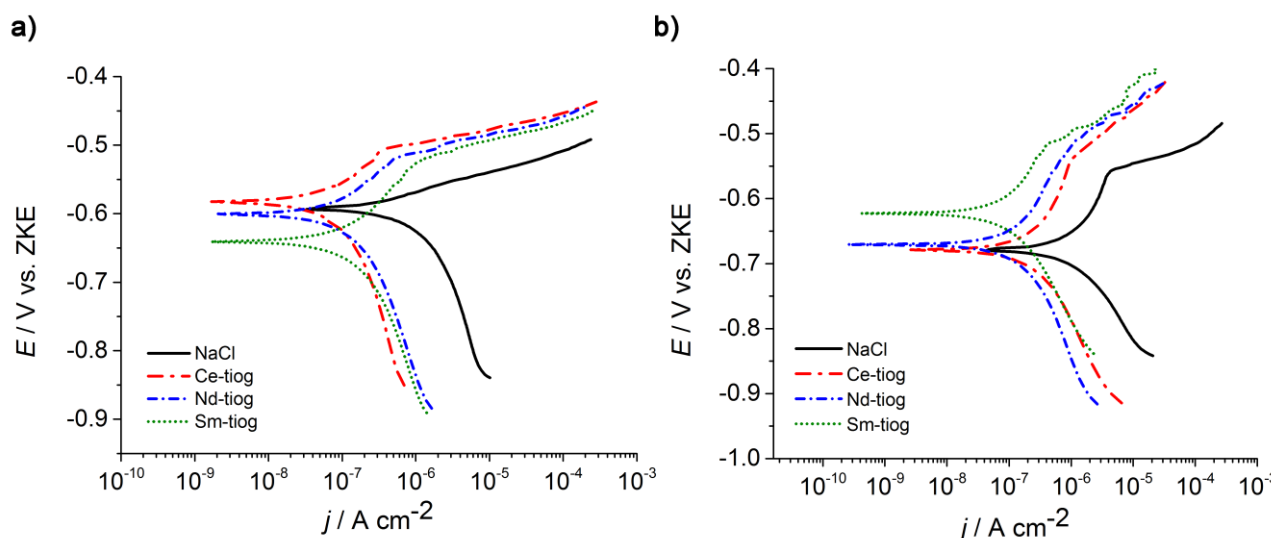 a)
E / V vs. ZKE
-0.4
-0.5
-0.6
-0.7
-0.8
-0.9
NaCl
Ce-tiog
Nd-tiog
Sm-tiog
10⁻¹⁰ 10⁻⁹ 10⁻⁸ 10⁻⁷ 10⁻⁶ 10⁻⁵ 10⁻⁴ 10⁻³
j / A cm⁻²
b)
E / V vs. ZKE
-0.4
-0.5
-0.6
-0.7
-0.8
-0.9
-1.0
NaCl
Ce-tiog
Nd-tiog
Sm-tiog
10⁻¹⁰ 10⁻⁹ 10⁻⁸ 10⁻⁷ 10⁻⁶ 10⁻⁵ 10⁻⁴ 10⁻³
j / A cm⁻²